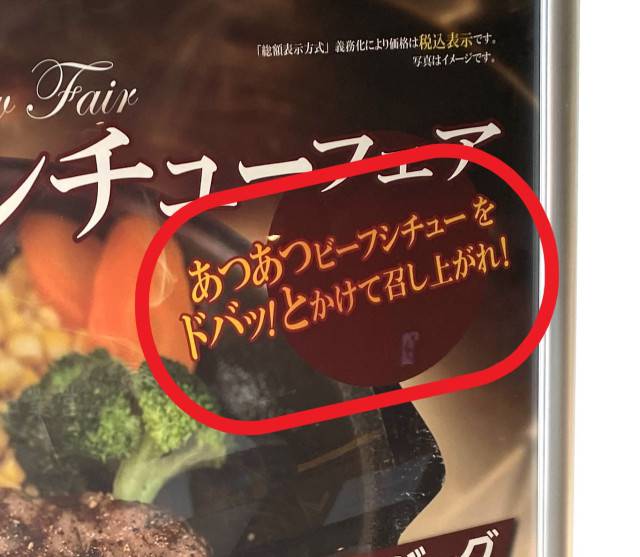 「総額表示方式」義務化により価格は税込表示です。
写真はイメージです。
Fair
シチューフェア
あつあつビーフシチューを
ドバッ!とかけて召し上がれ!